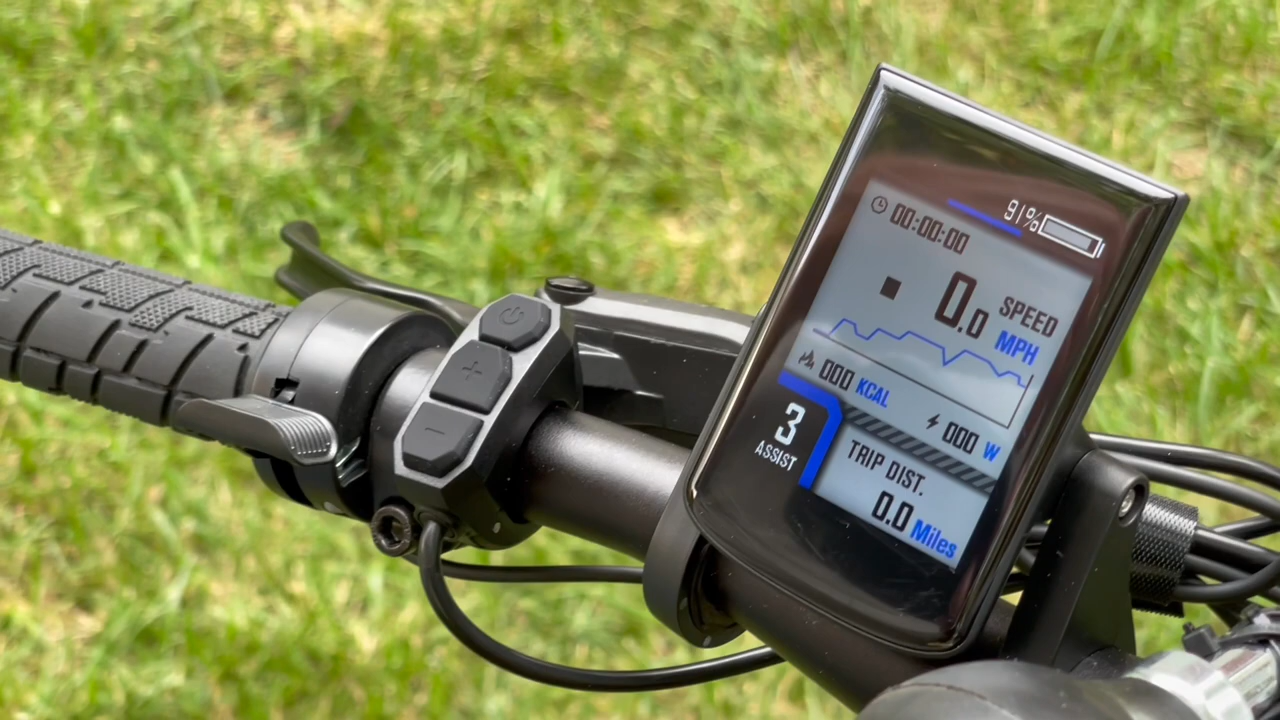 91%
00:00:00
0.0 SPEED
MPH
000 KCAL
000 W
3
ASSIST
TRIP DIST.
0.0 Miles
+
-